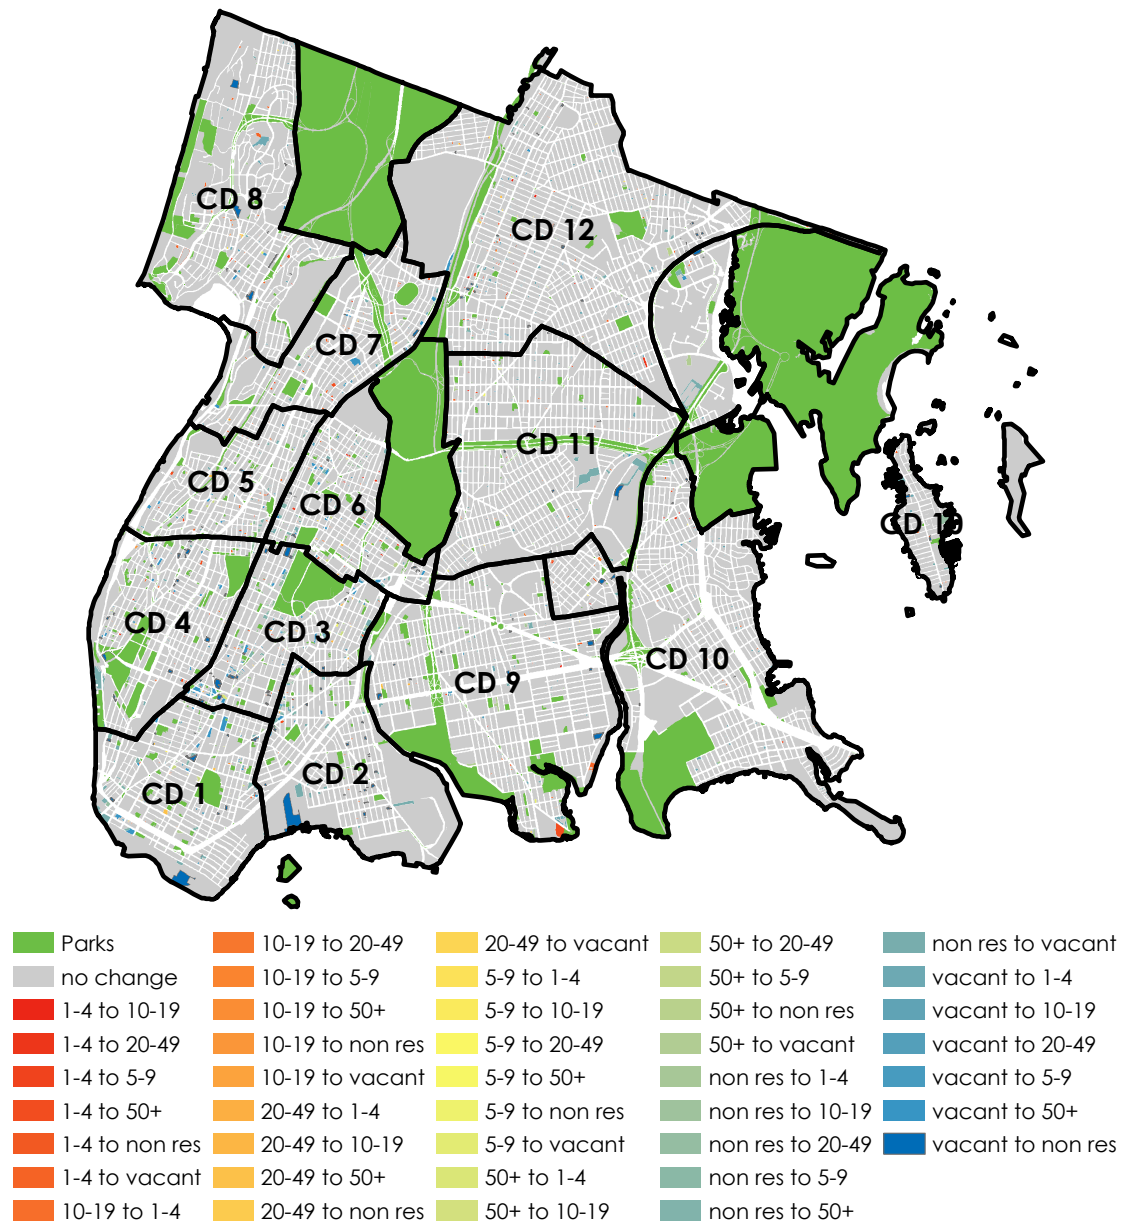 CD 8
CD 12
CD 7
CD 11
CD 5
CD 6
CD 10
CD 4
CD 3
CD 10
CD 9
CD 2
CD 1
Parks
no change
1-4 to 10-19
1-4 to 20-49
1-4 to 5-9
1-4 to 50+
1-4 to non res
1-4 to vacant
10-19 to 1-4
10-19 to 20-49
10-19 to 5-9
10-19 to 50+
10-19 to non res
10-19 to vacant
20-49 to 1-4
20-49 to 10-19
20-49 to 50+
20-49 to non res
20-49 to vacant
5-9 to 1-4
5-9 to 10-19
5-9 to 20-49
5-9 to 50+
5-9 to non res
5-9 to vacant
50+ to 1-4
50+ to 10-19
50+ to 20-49
50+ to 5-9
50+ to non res
50+ to vacant
non res to 1-4
non res to 10-19
non res to 20-49
non res to 5-9
non res to 50+
non res to vacant
vacant to 1-4
vacant to 10-19
vacant to 20-49
vacant to 5-9
vacant to 50+
vacant to non res